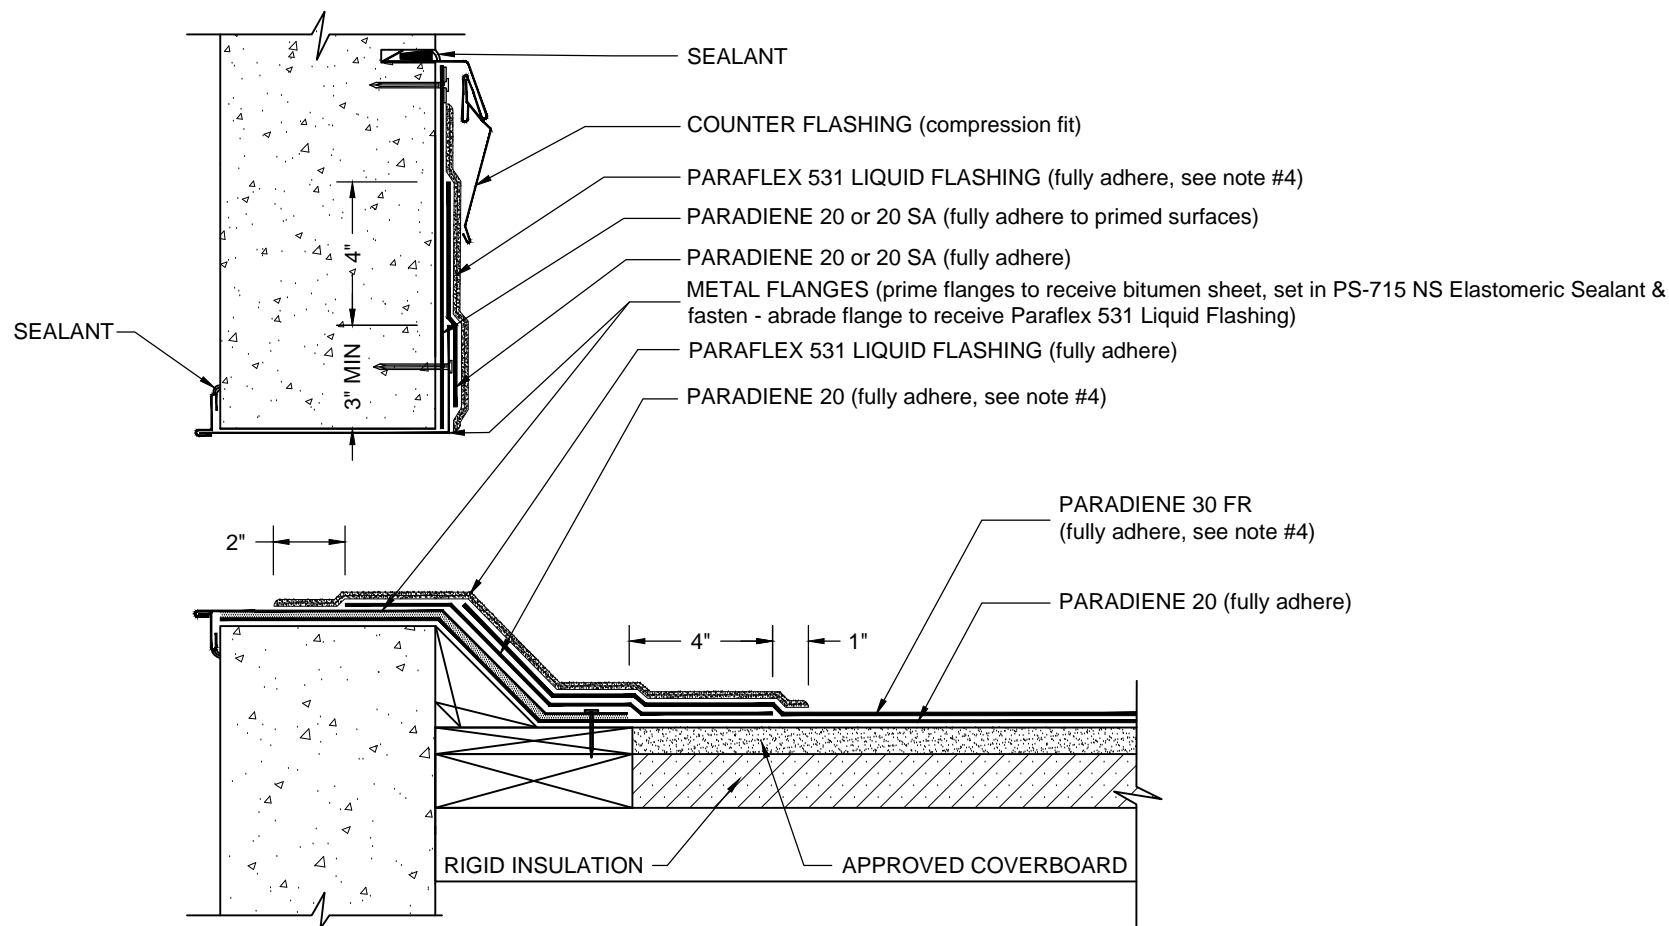 SEALANT
COUNTER FLASHING (compression fit)
PARAFLEX 531 LIQUID FLASHING (fully adhere, see note #4)
PARADIENE 20 or 20 SA (fully adhere to primed surfaces)
PARADIENE 20 or 20 SA (fully adhere)
METAL FLANGES (prime flanges to receive bitumen sheet, set in PS-715 NS Elastomeric Sealant &
fasten - abrade flange to receive Paraflex 531 Liquid Flashing)
PARAFLEX 531 LIQUID FLASHING (fully adhere)
PARADIENE 20 (fully adhere, see note #4)
4"
3" MIN
SEALANT
PARADIENE 30 FR
(fully adhere, see note #4)
PARADIENE 20 (fully adhere)
2"
4"
1"
RIGID INSULATION
APPROVED COVERBOARD